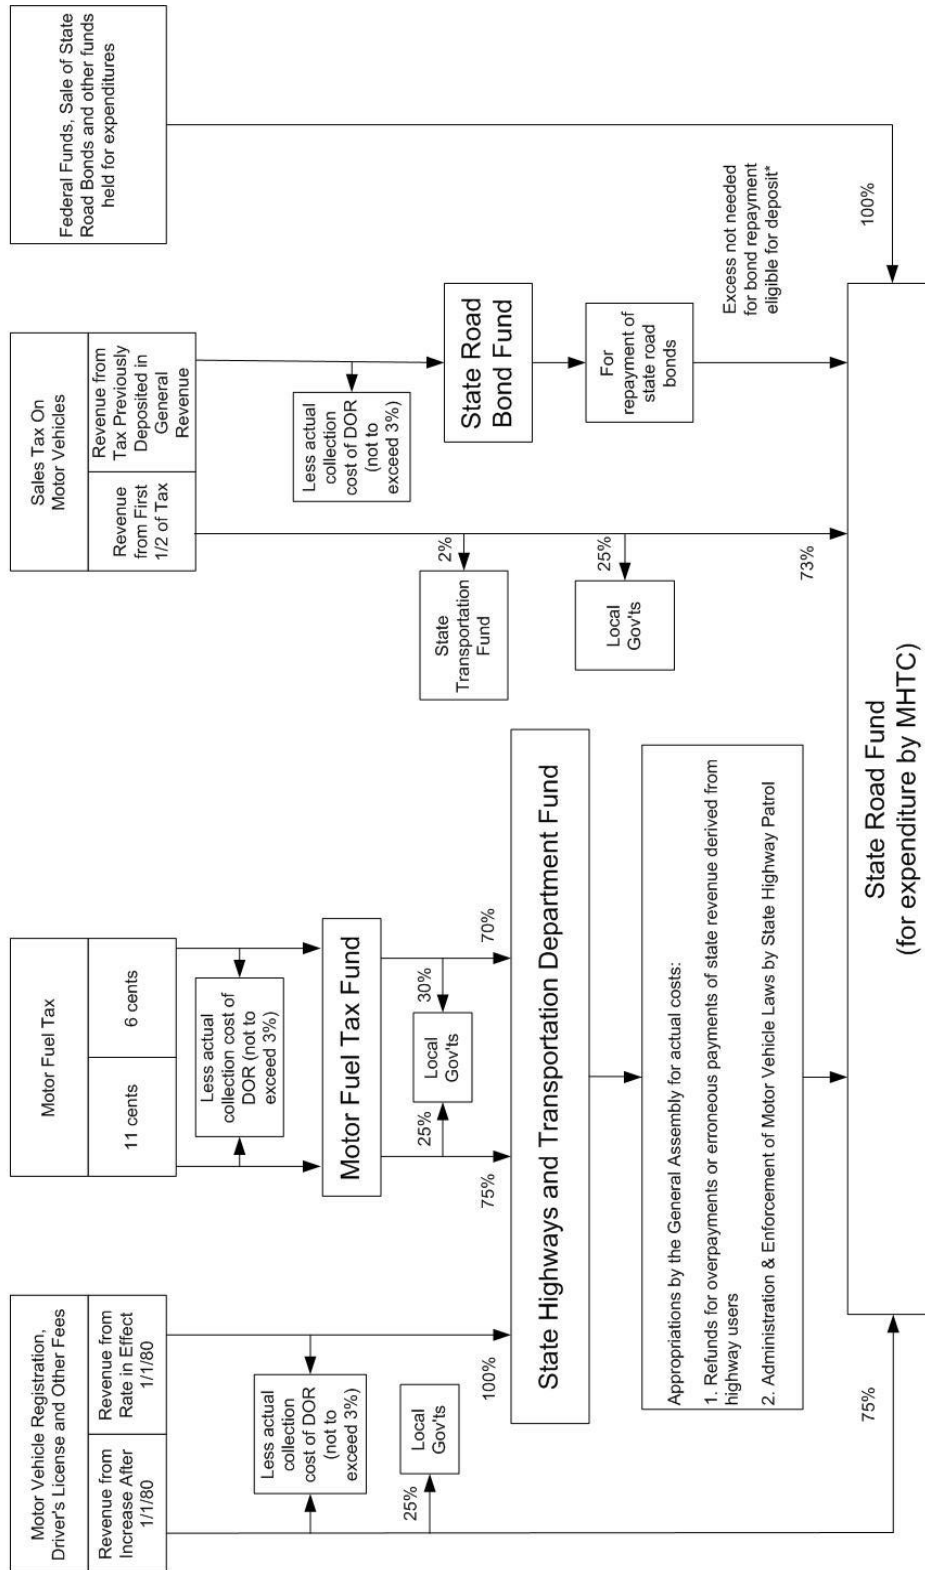 Motor Vehicle Registration,
Driver's License and Other Fees
Revenue from
Increase After
1/1/80
Revenue from
Rate in Effect
1/1/80
Less actual
collection
cost of DOR
(not to
exceed 3%)
25%
Local
Gov'ts
100%
75%
Motor Fuel Tax
11 cents
6 cents
Less actual
collection cost of
DOR (not to
exceed 3%)
Motor Fuel Tax Fund
25%
Local
Gov'ts
30%
75%
70%
State Highways and Transportation Department Fund
Appropriations by the General Assembly for actual costs:
1. Refunds for overpayments or erroneous payments of state revenue derived from
highway users
2. Administration & Enforcement of Motor Vehicle Laws by State Highway Patrol
Sales Tax On
Motor Vehicles
Revenue
from First
1/2 of Tax
Revenue from
Tax Previously
Deposited in
General
Revenue
Less actual
collection
cost of DOR
(not to
exceed 3%)
State
Transportation
Fund
2%
State Road
Bond Fund
Local
Gov'ts
25%
For
repayment of
state road
bonds
73%
Excess not needed
for bond repayment
eligible for deposit*
Federal Funds, Sale of State
Road Bonds and other funds
held for expenditures
100%
State Road Fund
(for expenditure by MHTC)